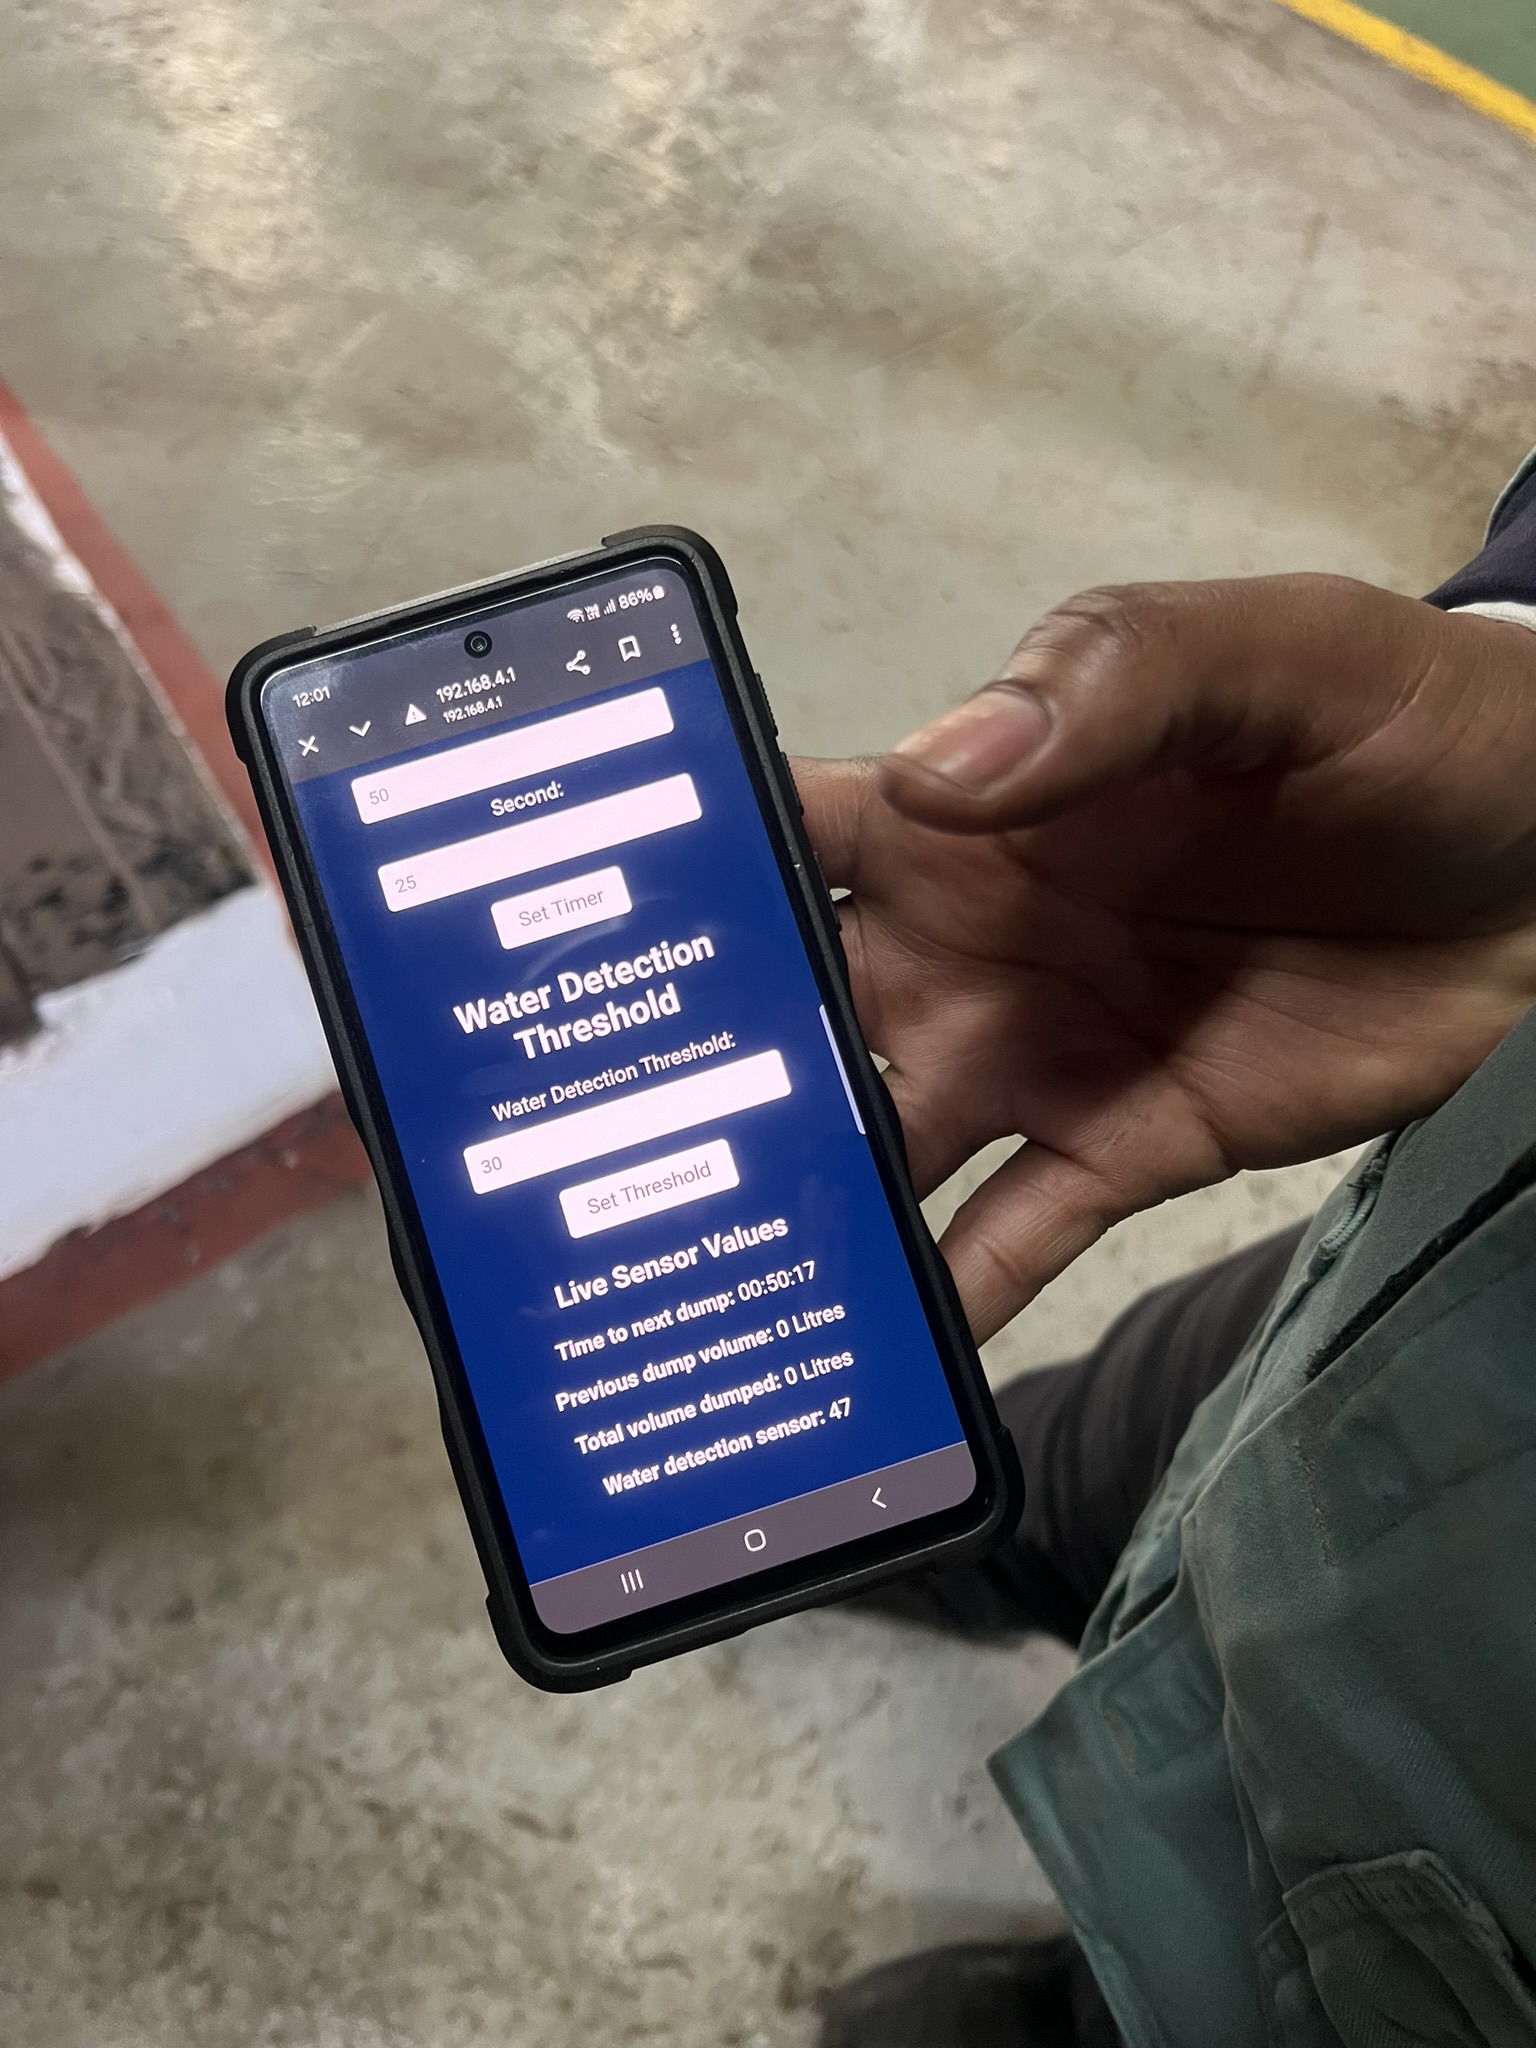 12:01
86%
192.168.4.1
192.168.4.1
50
Second:
25
Set Timer
Water Detection
Threshold
Water Detection Threshold:
30
Set Threshold
Live Sensor Values
Time to next dump: 00:50:17
Previous dump volume: 0 Litres
Total volume dumped: 0 Litres
Water detection sensor: 47